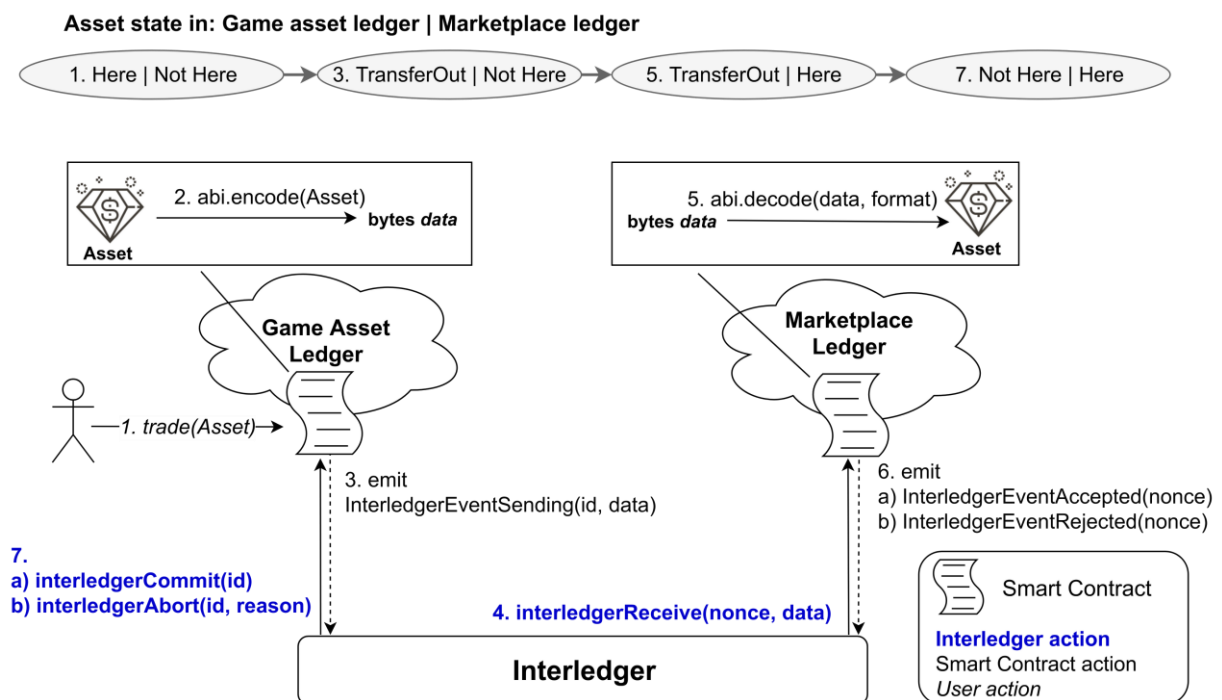 Asset state in: Game asset ledger | Marketplace ledger
1. Here | Not Here
3. TransferOut | Not Here
5. TransferOut | Here
7. Not Here | Here
2. abi.encode(Asset)
bytes data
Asset
5. abi.decode(data, format)
bytes data
Asset
Game Asset
Ledger
Marketplace
Ledger
1. trade(Asset)
3. emit
InterledgerEventSending(id, data)
6. emit
a) InterledgerEventAccepted(nonce)
b) InterledgerEventRejected(nonce)
7.
a) interledgerCommit(id)
b) interledgerAbort(id, reason)
4. interledgerReceive(nonce, data)
Interledger
Smart Contract
Interledger action
Smart Contract action
User action